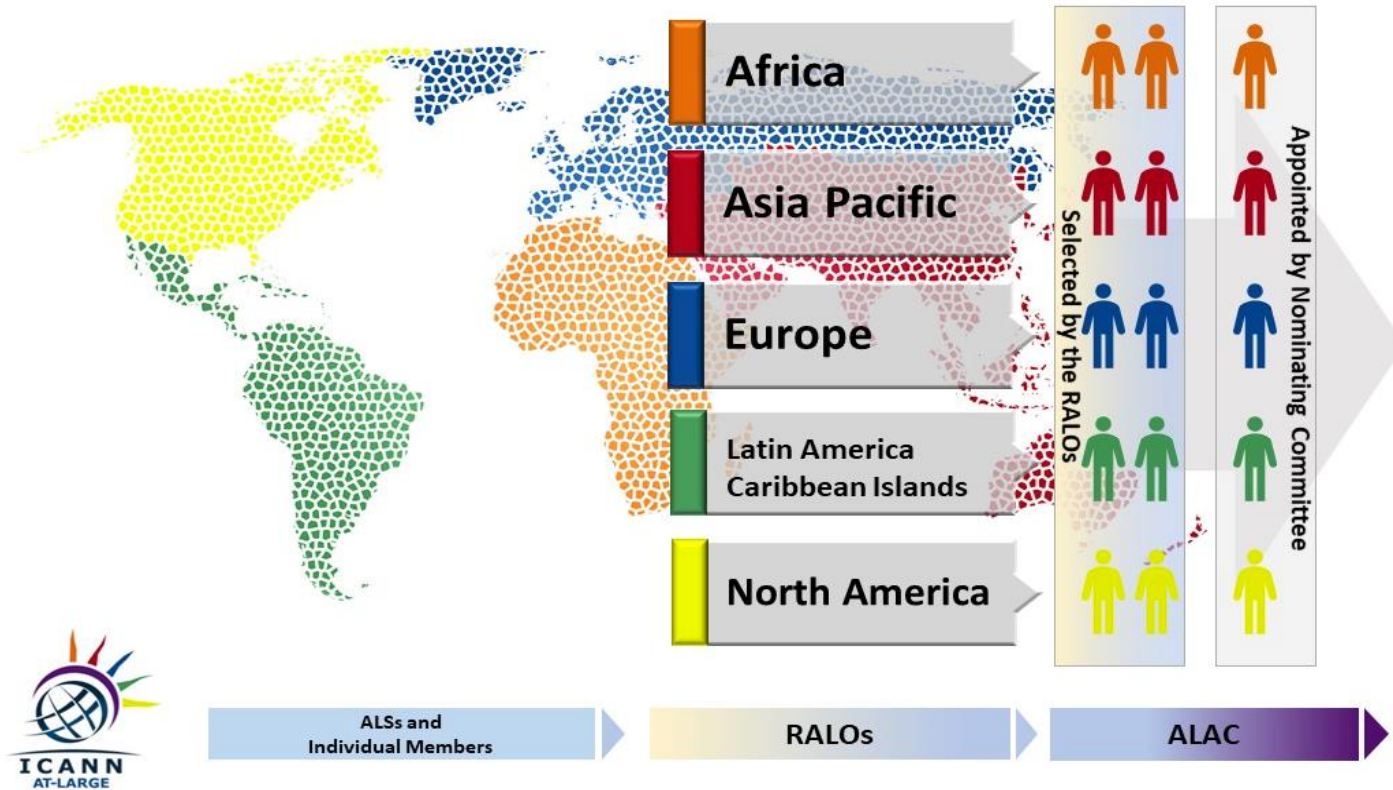 Africa
Asia Pacific
Europe
Latin America
Caribbean Islands
North America
Selected by the RALOs
Appointed by Nominating Committee
ICANN
AT-LARGE
ALSs and
Individual Members
RALOs
ALAC